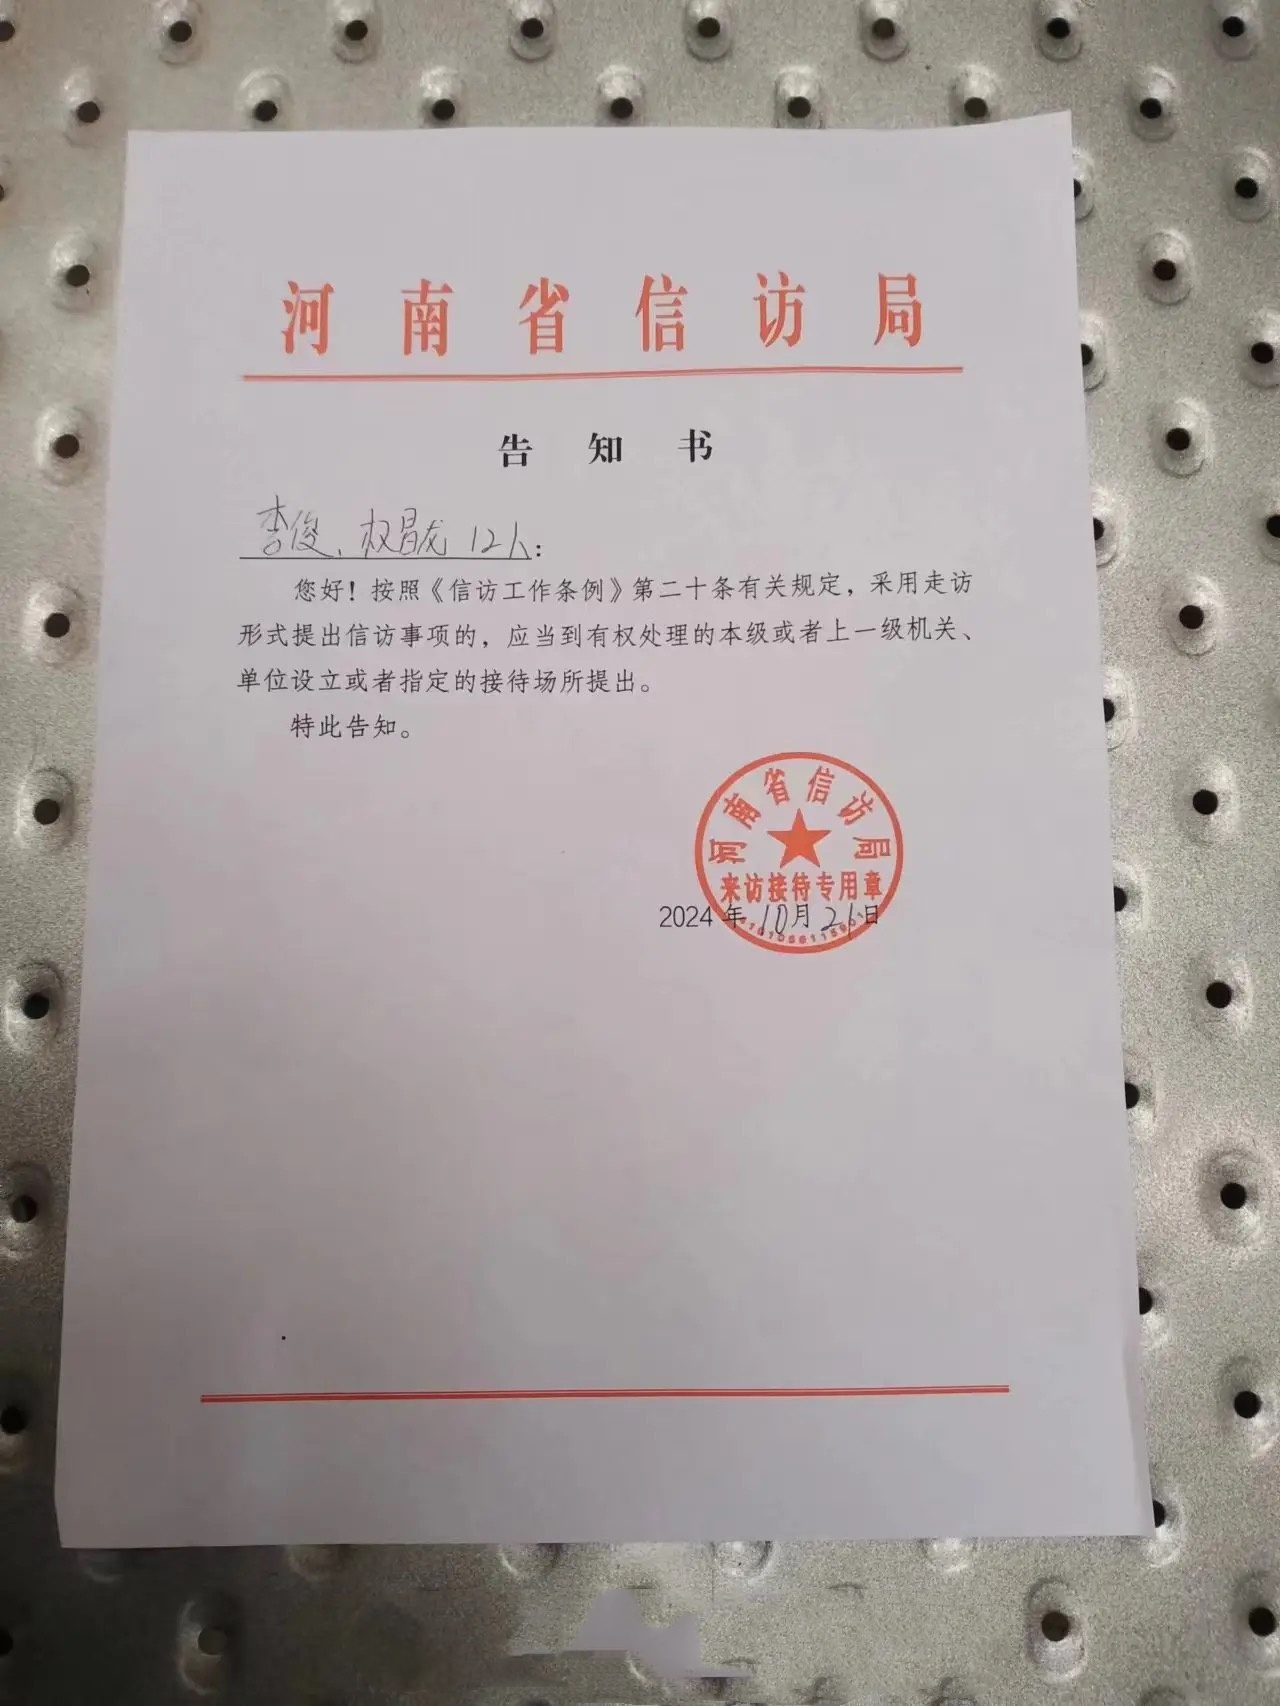 河南省信访局
告知书
李俊、权昌龙 12人：
您好！按照《信访工作条例》第二十条有关规定，采用走访
形式提出信访事项的，应当到有权处理的本级或者上一级机关、
单位设立或者指定的接待场所提出。
特此告知。
河南省信访局
来访接待专用章
2024年10月21日